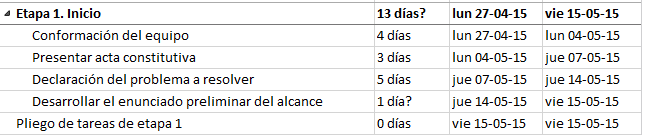 Etapa 1. Inicio 13 días? lun 27-04-15 vie 15-05-15
Conformación del equipo 4 días lun 27-04-15 lun 04-05-15
Presentar acta constitutiva 3 días lun 04-05-15 jue 07-05-15
Declaración del problema a resolver 5 días jue 07-05-15 jue 14-05-15
Desarrollar el enunciado preliminar del alcance 1 día? jue 14-05-15 vie 15-05-15
Pliego de tareas de etapa 1 0 días vie 15-05-15 vie 15-05-15